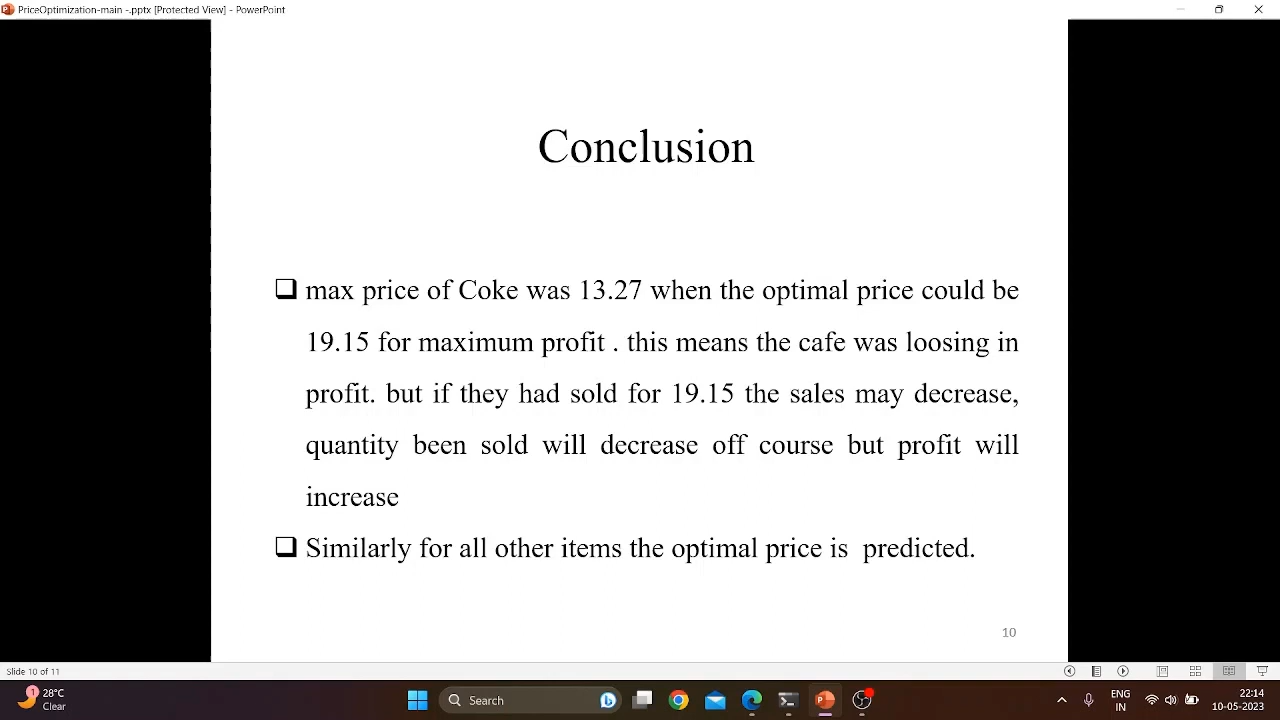 PriceOptimization-main -.pptx [Protected View] - PowerPoint
Conclusion
❑ max price of Coke was 13.27 when the optimal price could be
19.15 for maximum profit . this means the cafe was loosing in
profit. but if they had sold for 19.15 the sales may decrease,
quantity been sold will decrease off course but profit will
increase
❑ Similarly for all other items the optimal price is  predicted.
10
Slide 10 of 11
1
28°C
Clear
Search
ENG
IN
22:14
10-05-2023